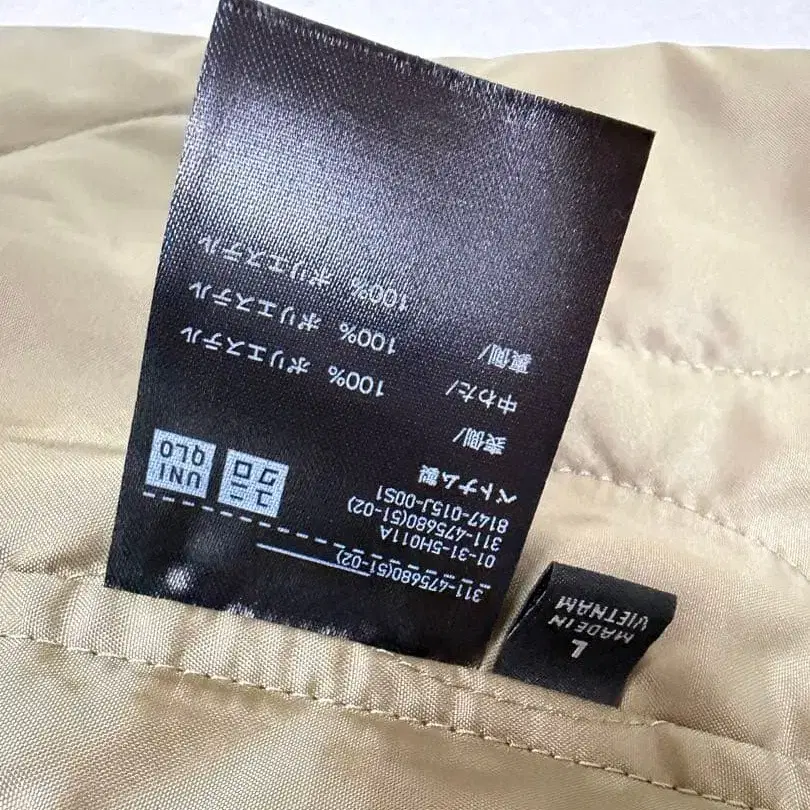 311-475680(51-02)
01-31-5H011A
311-475680(51-02)
8147-015J-00S1
ベトナム製
ユニ
クロ
UNI
QLO
表側/
100% ポリエステル
中わた/
100% ポリエステル
裏側/
100% ポリエステル
L
MADE IN
VIETNAM